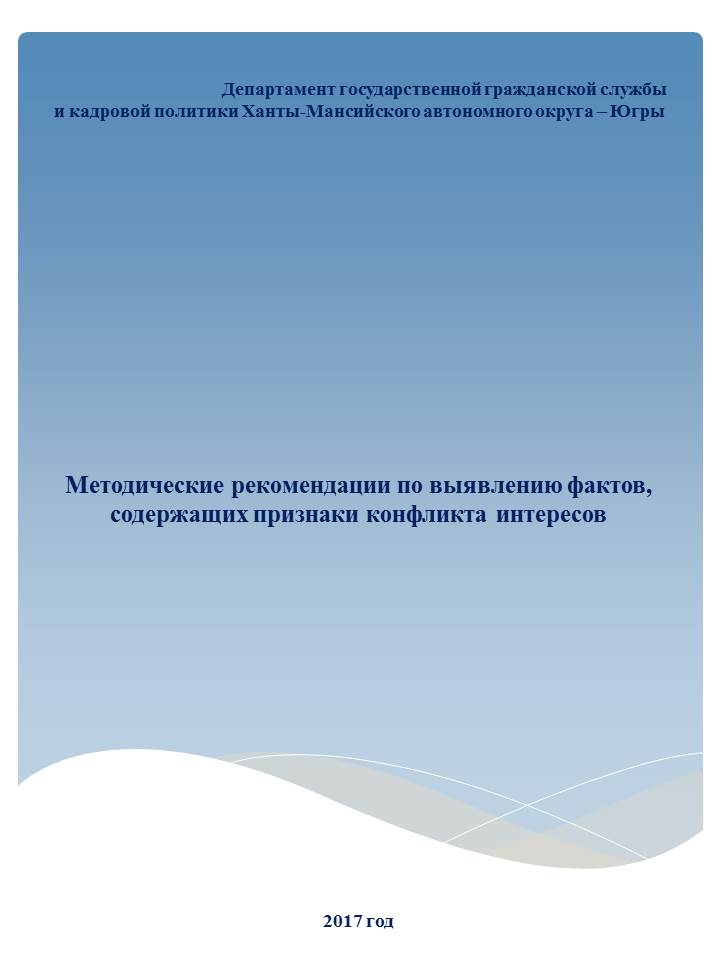 Департамент государственной гражданской службы
и кадровой политики Ханты-Мансийского автономного округа – Югры
Методические рекомендации по выявлению фактов,
содержащих признаки конфликта интересов
2017 год